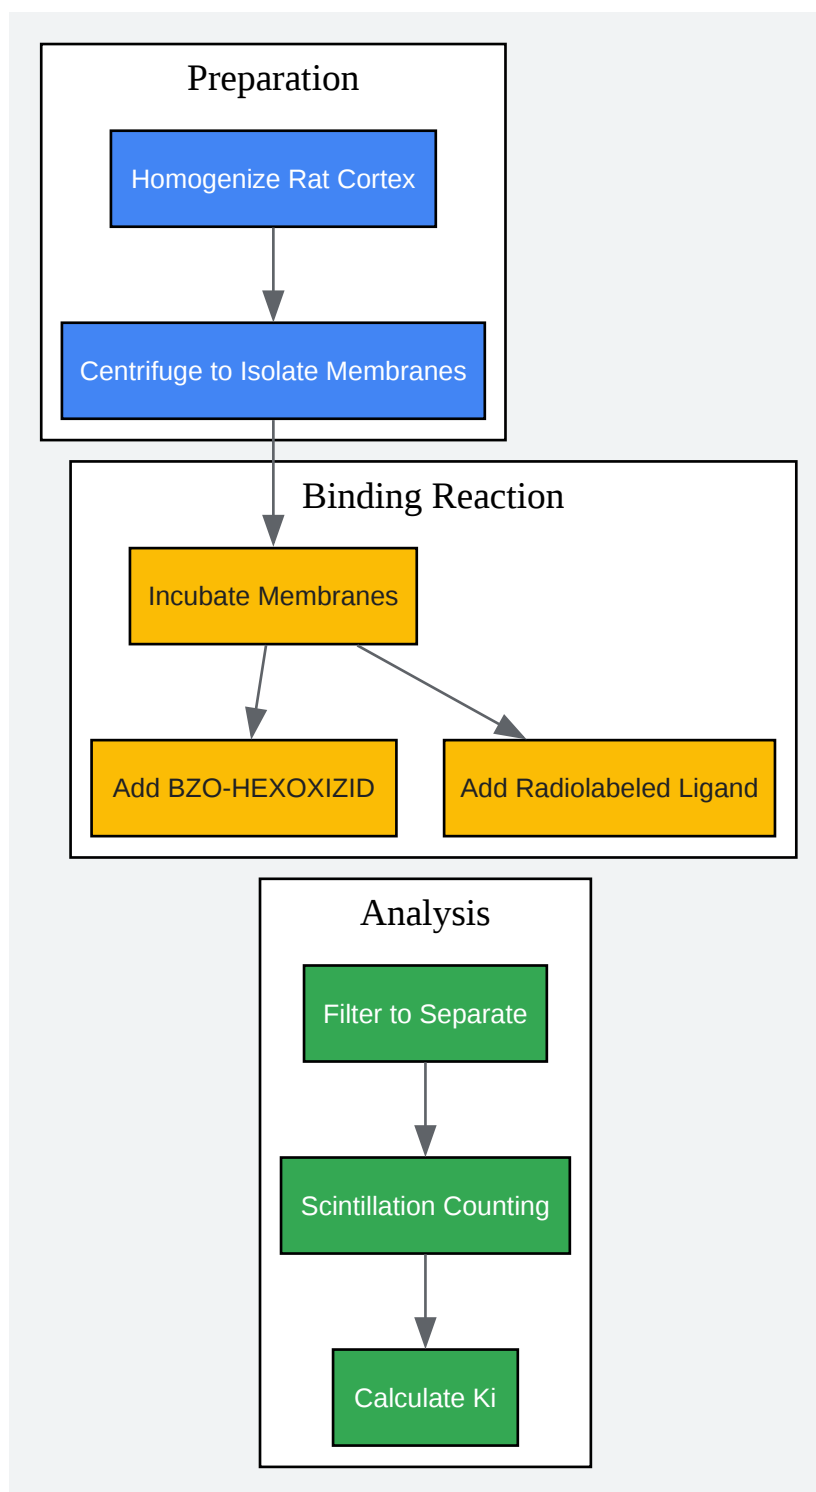 Preparation
Homogenize Rat Cortex
Centrifuge to Isolate Membranes
Binding Reaction
Incubate Membranes
Add BZO-HEXOXIZID
Add Radiolabeled Ligand
Analysis
Filter to Separate
Scintillation Counting
Calculate Ki